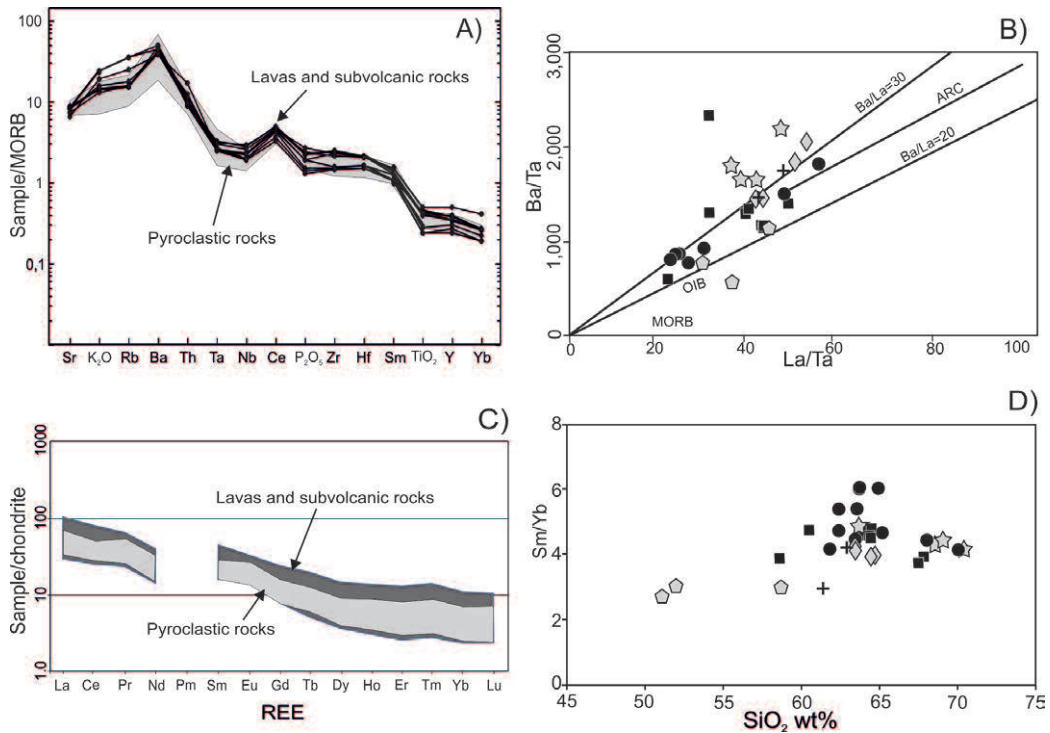 A)
100
10
1
0,1
Sample/MORB
Lavas and subvolcanic rocks
Pyroclastic rocks
Sr K₂O Rb Ba Th Ta Nb Ce P₂O₅ Zr Hf Sm TiO₂ Y Yb
B)
3,000
2,000
1,000
0
Ba/Ta
Ba/La=30
ARC
Ba/La=20
OIB
MORB
0 20 40 60 80 100
La/Ta
C)
1000
100
10
1.0
Sample/chondrite
Lavas and subvolcanic rocks
Pyroclastic rocks
La Ce Pr Nd Pm Sm Eu Gd Tb Dy Ho Er Tm Yb Lu
REE
D)
8
6
4
2
0
Sm/Yb
45 50 55 60 65 70 75
SiO₂ wt%